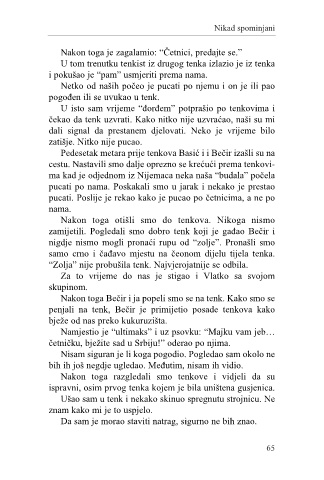 Nikad spominjani
Nakon toga je zagalamio: “Četnici, predajte se.”
U tom trenutku tenkist iz drugog tenka izlazio je iz tenka
i pokušao je “pam” usmjeriti prema nama.
Netko od naših počeo je pucati po njemu i on je ili pao
pogođen ili se uvukao u tenk.
U isto sam vrijeme “đorđem” potprašio po tenkovima i
čekao da tenk uzvrati. Kako nitko nije uzvraćao, naši su mi
dali signal da prestanem djelovati. Neko je vrijeme bilo
zatišje. Nitko nije pucao.
Pedesetak metara prije tenkova Basić i i Bećir izašli su na
cestu. Nastavili smo dalje oprezno se krećući prema tenkovi-
ma kad je odjednom iz Nijemaca neka naša “budala” počela
pucati po nama. Poskakali smo u jarak i nekako je prestao
pucati. Poslije je rekao kako je pucao po četnicima, a ne po
nama.
Nakon toga otišli smo do tenkova. Nikoga nismo
zamijetili. Pogledali smo dobro tenk koji je gađao Bećir i
nigdje nismo mogli pronaći rupu od “zolje”. Pronašli smo
samo crno i čađavo mjestu na čeonom dijelu tijela tenka.
“Zolja” nije probušila tenk. Najvjerojatnije se odbila.
Za to vrijeme do nas je stigao i Vlatko sa svojom
skupinom.
Nakon toga Bećir i ja popeli smo se na tenk. Kako smo se
penjali na tenk, Bećir je primijetio posade tenkova kako
bježe od nas preko kukuruzišta.
Namjestio je “ultimaks” i uz psovku: “Majku vam jeb…
četničku, bježite sad u Srbiju!” oderao po njima.
Nisam siguran je li koga pogodio. Pogledao sam okolo ne
bih ih još negdje ugledao. Međutim, nisam ih vidio.
Nakon toga razgledali smo tenkove i vidjeli da su
ispravni, osim prvog tenka kojem je bila uništena gusjenica.
Ušao sam u tenk i nekako skinuo spregnutu strojnicu. Ne
znam kako mi je to uspjelo.
Da sam je morao staviti natrag, sigurno ne bih znao.
65